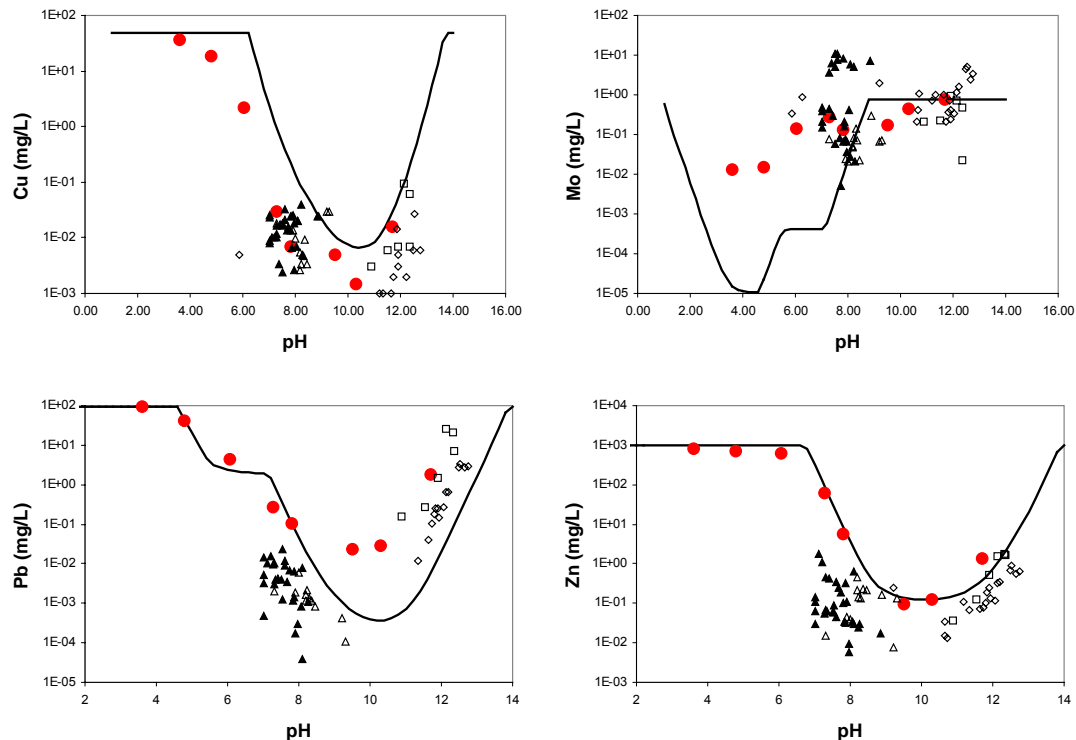 1E+02
1E+01
1E+00
1E-01
1E-02
1E-03
Cu (mg/L)
0.00 2.00 4.00 6.00 8.00 10.00 12.00 14.00 16.00
pH
1E+02
1E+01
1E+00
1E-01
1E-02
1E-03
1E-04
1E-05
Mo (mg/L)
0.00 2.00 4.00 6.00 8.00 10.00 12.00 14.00 16.00
pH
1E+02
1E+01
1E+00
1E-01
1E-02
1E-03
1E-04
1E-05
Pb (mg/L)
2 4 6 8 10 12 14
pH
1E+04
1E+03
1E+02
1E+01
1E+00
1E-01
1E-02
1E-03
Zn (mg/L)
2 4 6 8 10 12 14
pH